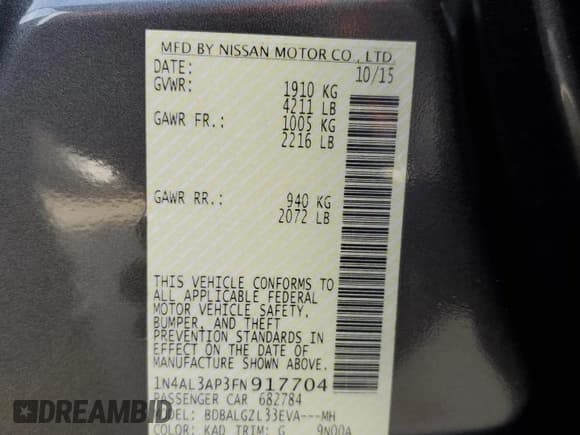 MFD BY NISSAN MOTOR CO., LTD.
DATE: 10/15
GVWR: 1910 KG
4211 LB
GAWR FR.: 1005 KG
2216 LB
GAWR RR.: 940 KG
2072 LB
THIS VEHICLE CONFORMS TO
ALL APPLICABLE FEDERAL
MOTOR VEHICLE SAFETY,
BUMPER, AND THEFT
PREVENTION STANDARDS IN
EFFECT ON THE DATE OF
MANUFACTURE SHOWN ABOVE.
1N4AL3AP3FN917704
PASSENGER CAR 682784
MODEL: BDBALGZL33EVA---MH
COLOR: KAD TRIM: G 9N00A
DREAMBID